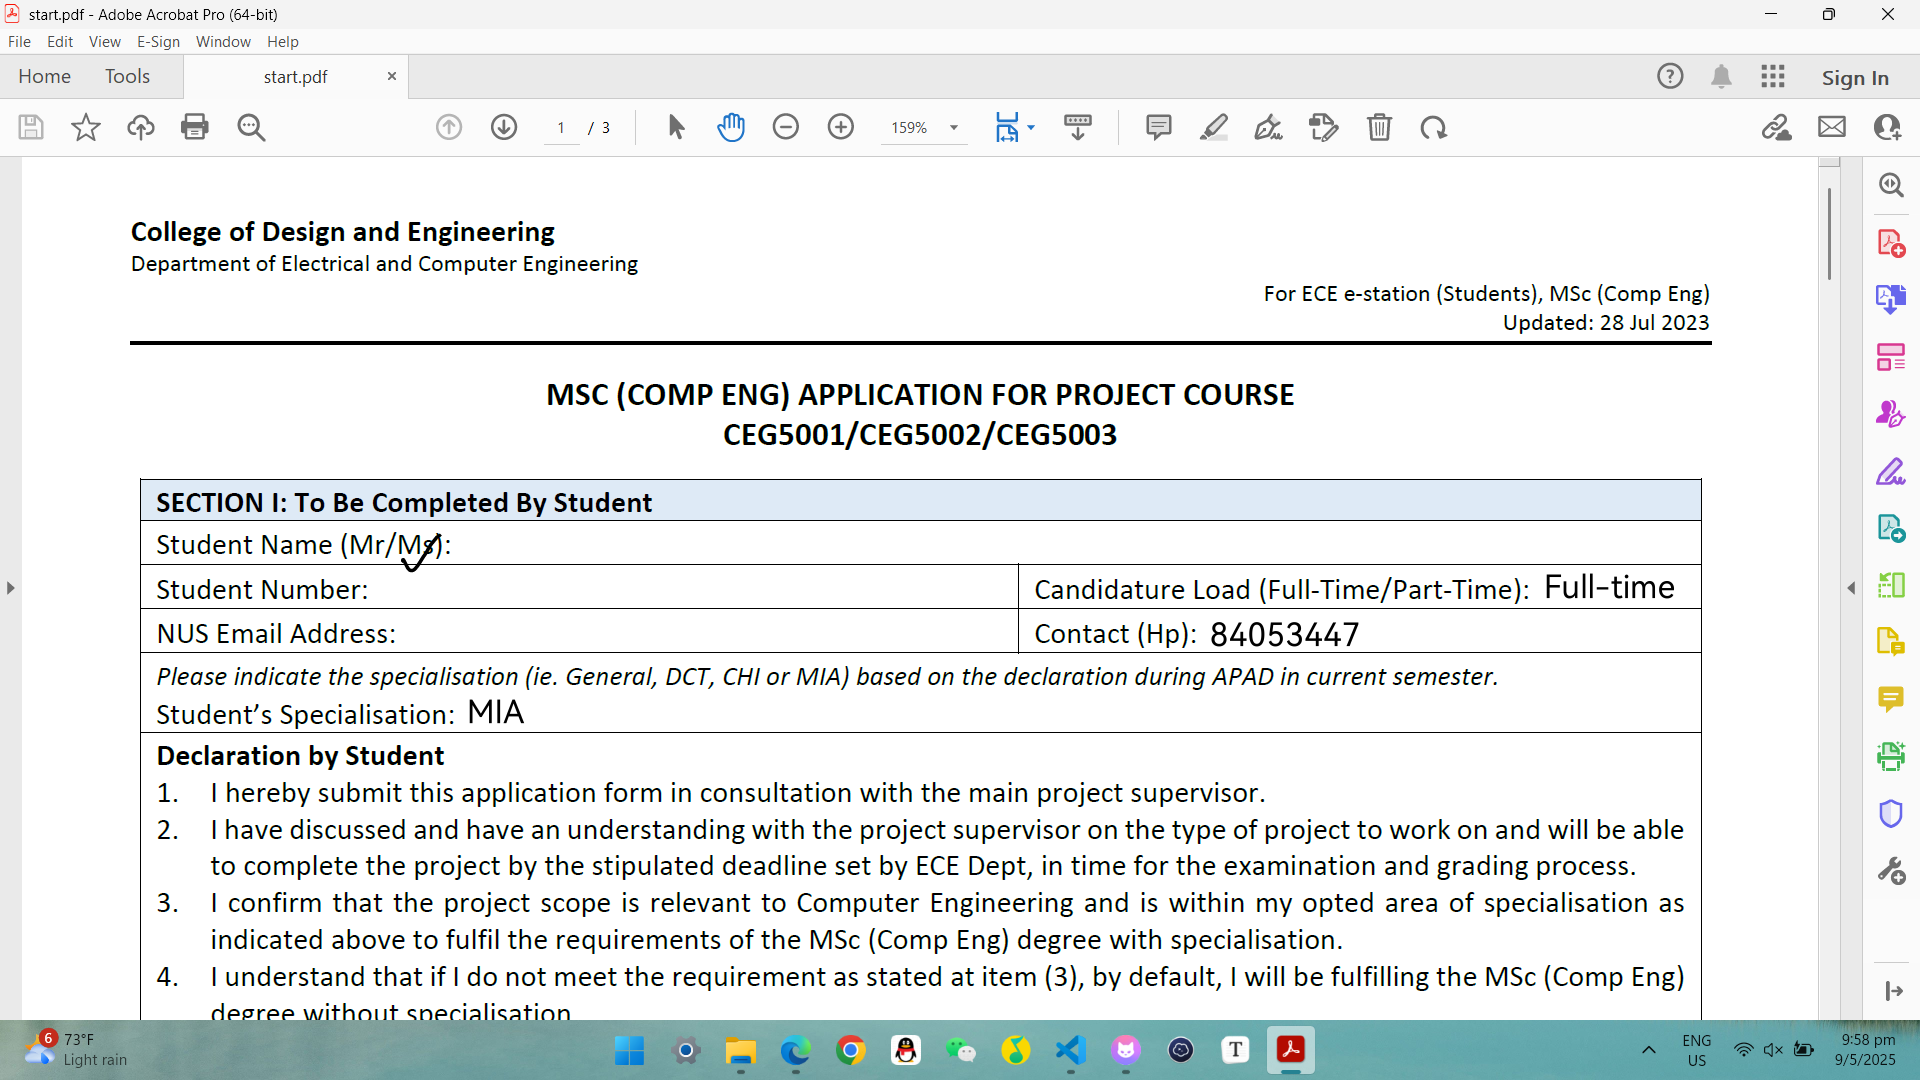 start.pdf - Adobe Acrobat Pro (64-bit)
File Edit View E-Sign Window Help
Home Tools start.pdf × Sign In
1 / 3 159%
College of Design and Engineering
Department of Electrical and Computer Engineering
For ECE e-station (Students), MSc (Comp Eng)
Updated: 28 Jul 2023
MSC (COMP ENG) APPLICATION FOR PROJECT COURSE
CEG5001/CEG5002/CEG5003
SECTION I: To Be Completed By Student
Student Name (Mr/Ms):
Student Number: Candidature Load (Full-Time/Part-Time): Full-time
NUS Email Address: Contact (Hp): 84053447
Please indicate the specialisation (ie. General, DCT, CHI or MIA) based on the declaration during APAD in current semester.
Student’s Specialisation: MIA
Declaration by Student
1. I hereby submit this application form in consultation with the main project supervisor.
2. I have discussed and have an understanding with the project supervisor on the type of project to work on and will be able
to complete the project by the stipulated deadline set by ECE Dept, in time for the examination and grading process.
3. I confirm that the project scope is relevant to Computer Engineering and is within my opted area of specialisation as
indicated above to fulfil the requirements of the MSc (Comp Eng) degree with specialisation.
4. I understand that if I do not meet the requirement as stated at item (3), by default, I will be fulfilling the MSc (Comp Eng)
degree without specialisation
6 73°F
Light rain
T
ENG
US
9:58 pm
9/5/2025